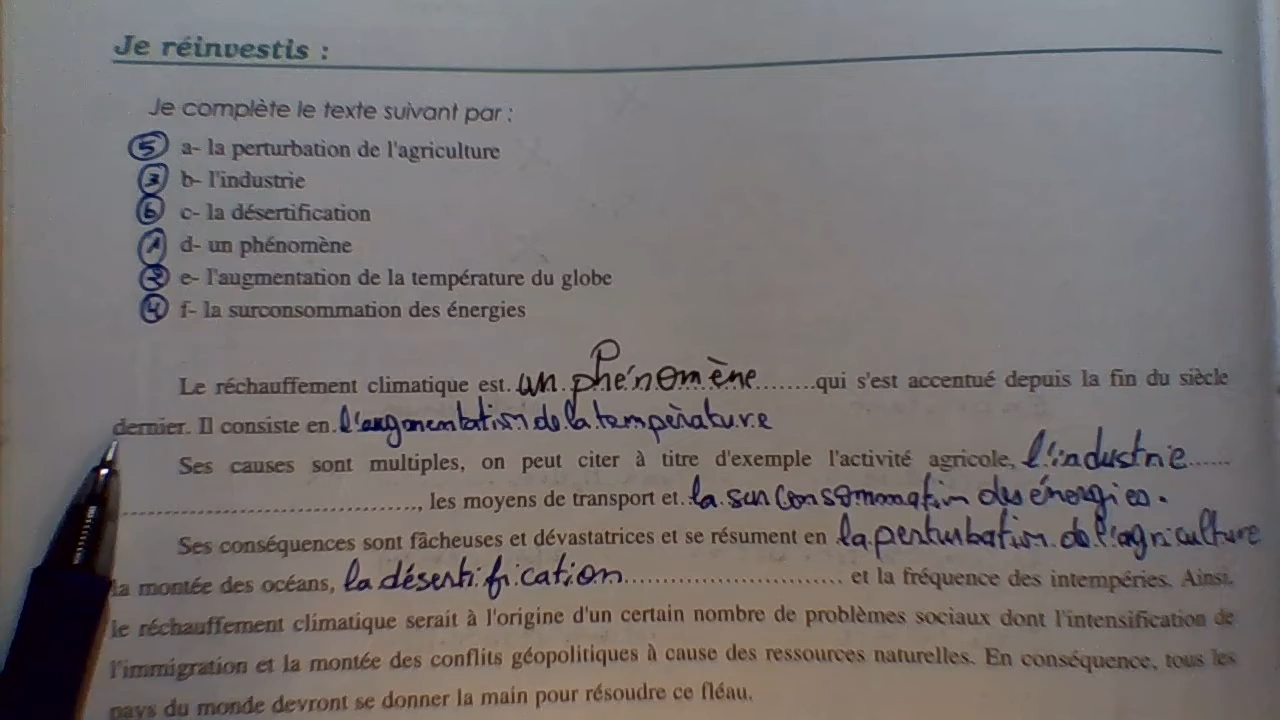 Je réinvestis :
Je complète le texte suivant par :
5 a- la perturbation de l'agriculture
3 b- l'industrie
6 c- la désertification
1 d- un phénomène
2 e- l'augmentation de la température du globe
4 f- la surconsommation des énergies
Le réchauffement climatique est. un phénomène ........qui s'est accentué depuis la fin du siècle
dernier. Il consiste en. l'augmentation de la température
Ses causes sont multiples, on peut citer à titre d'exemple l'activité agricole, l'industrie ......
......................................, les moyens de transport et. la surconsommation des énergies.
Ses conséquences sont fâcheuses et dévastatrices et se résument en la perturbation de l'agriculture
la montée des océans, la désertification ............................ et la fréquence des intempéries. Ainsi,
le réchauffement climatique serait à l'origine d'un certain nombre de problèmes sociaux dont l'intensification de
l'immigration et la montée des conflits géopolitiques à cause des ressources naturelles. En conséquence, tous les
pays du monde devront se donner la main pour résoudre ce fléau.